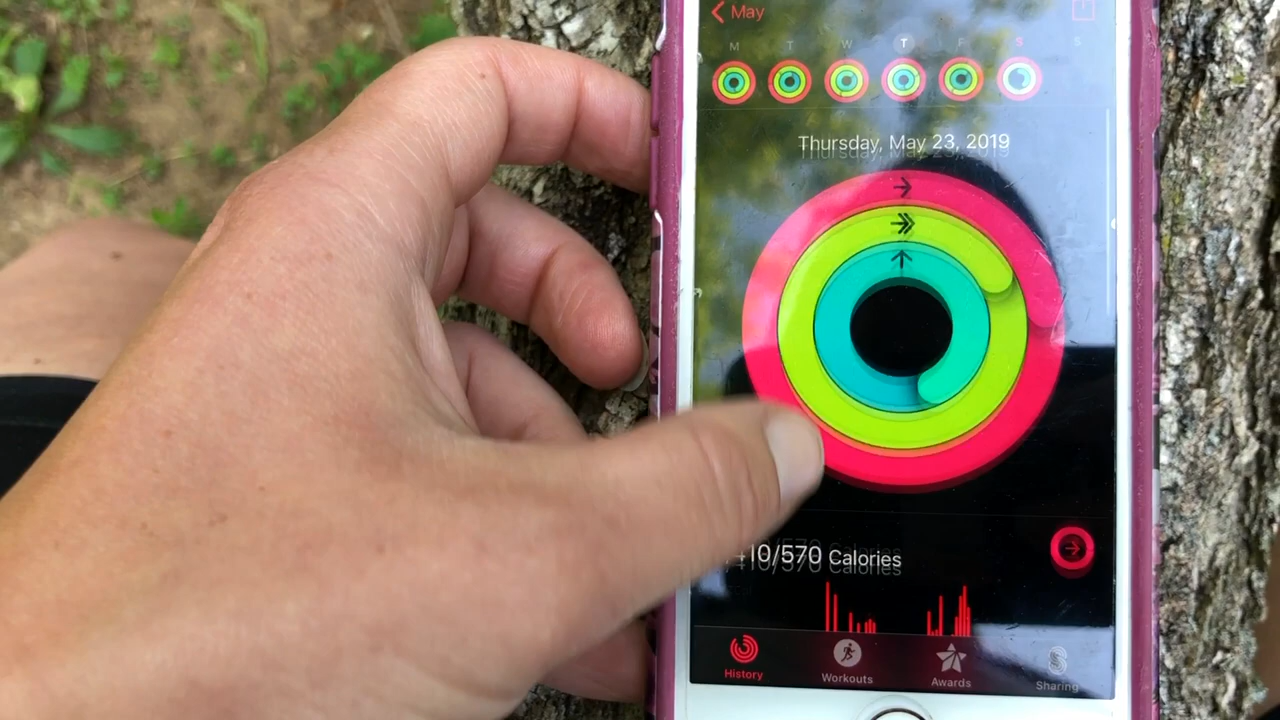 May
M T W T F S S
Thursday, May 23, 2019
10/570 Calories
History Workouts Awards Sharing